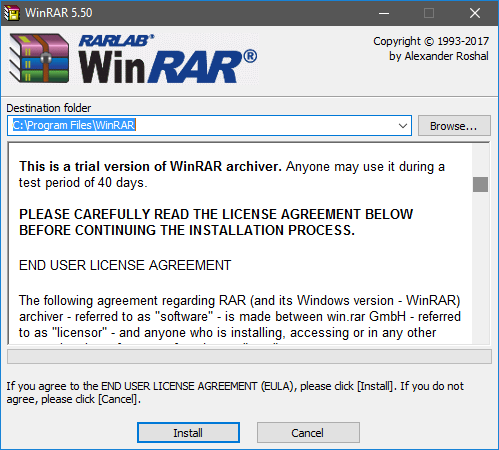 WinRAR 5.50
RARLAB®
WinRAR®
Copyright © 1993-2017
by Alexander Roshal
Destination folder
C:\Program Files\WinRAR
Browse...
This is a trial version of WinRAR archiver. Anyone may use it during a
test period of 40 days.
PLEASE CAREFULLY READ THE LICENSE AGREEMENT BELOW
BEFORE CONTINUING THE INSTALLATION PROCESS.
END USER LICENSE AGREEMENT
The following agreement regarding RAR (and its Windows version - WinRAR)
archiver - referred to as "software" - is made between win.rar GmbH - referred
to as "licensor" - and anyone who is installing, accessing or in any other
If you agree to the END USER LICENSE AGREEMENT (EULA), please click [Install]. If you do not
agree, please click [Cancel].
Install
Cancel